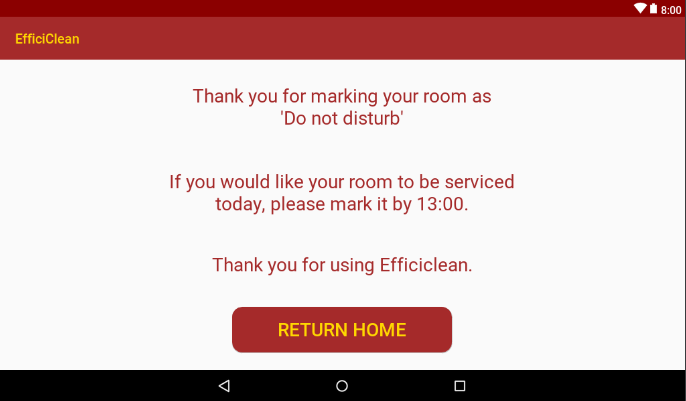 8:00
EfficiClean
Thank you for marking your room as
'Do not disturb'
If you would like your room to be serviced
today, please mark it by 13:00.
Thank you for using Efficiclean.
RETURN HOME